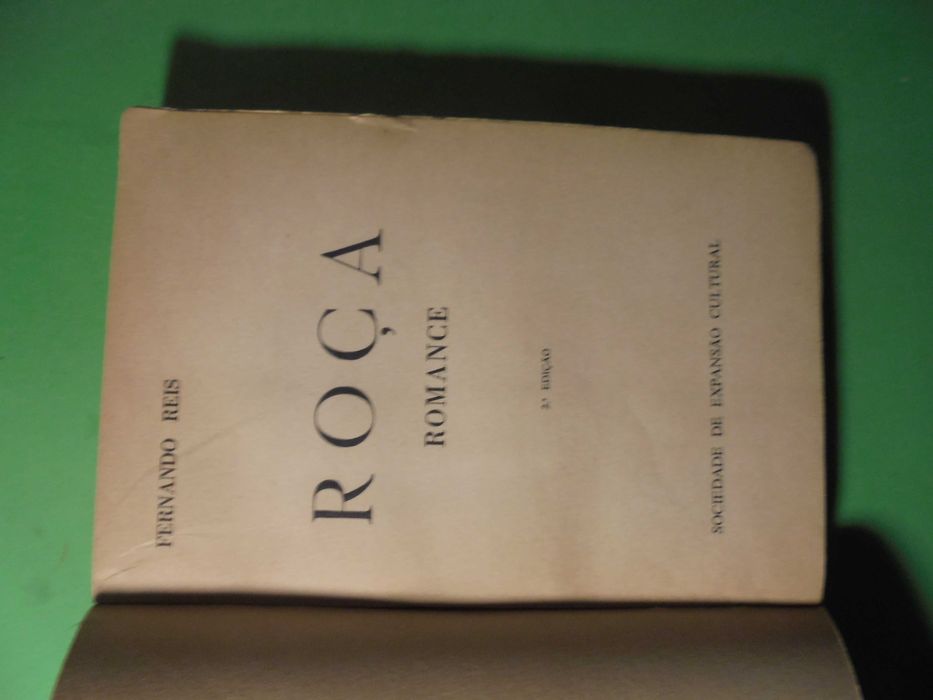 FERNANDO REIS
ROÇA
ROMANCE
2.ª EDIÇÃO
SOCIEDADE DE EXPANSÃO CULTURAL